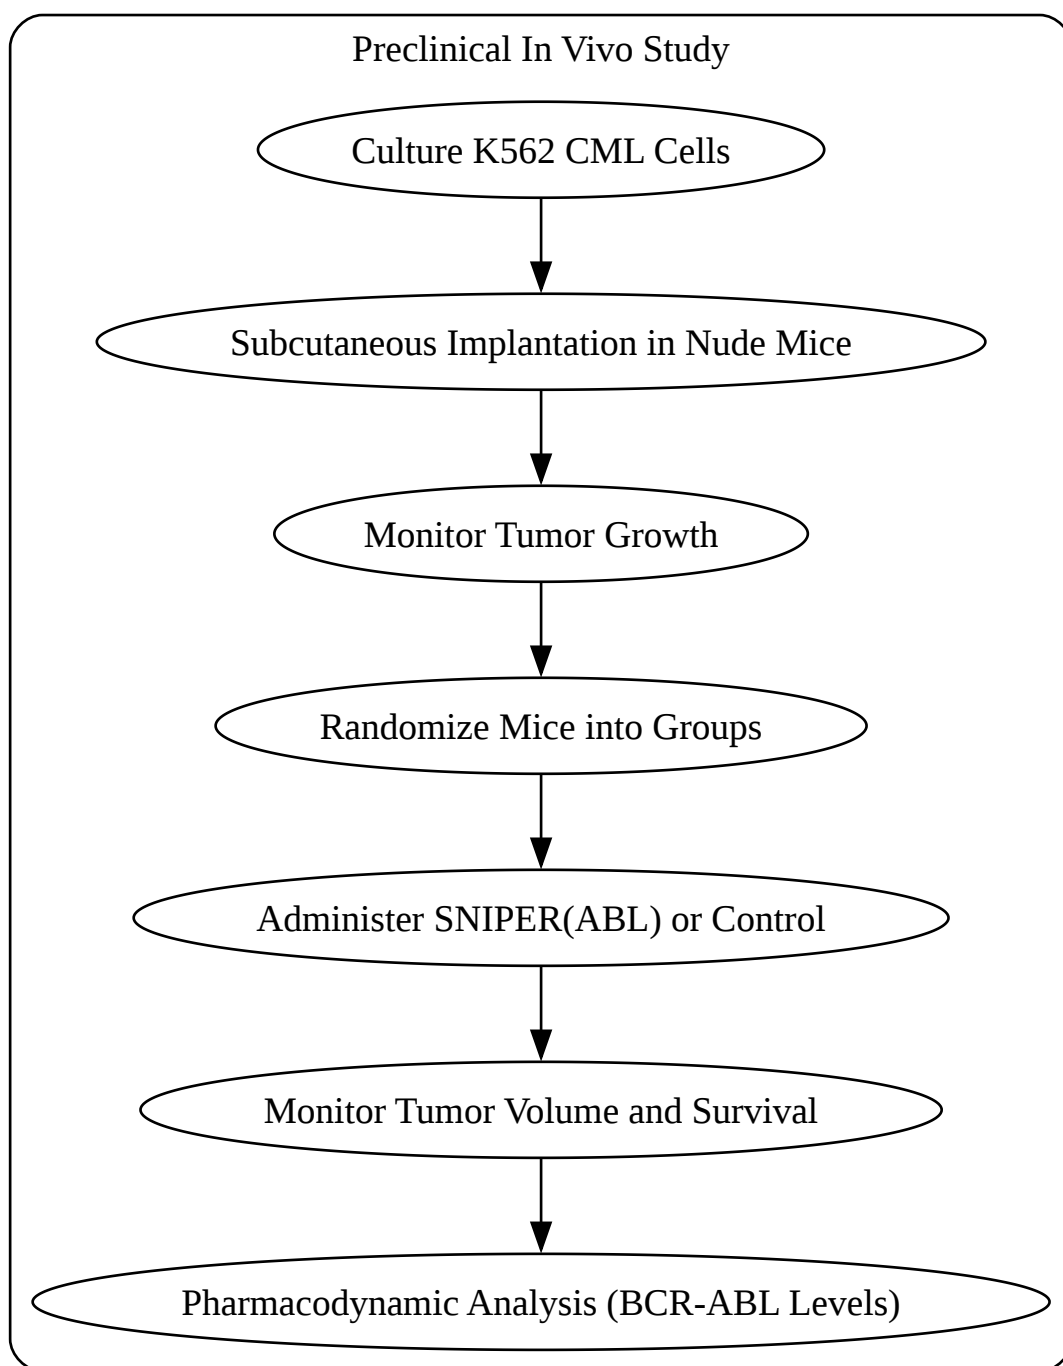 Preclinical In Vivo Study
Culture K562 CML Cells
Subcutaneous Implantation in Nude Mice
Monitor Tumor Growth
Randomize Mice into Groups
Administer SNIPER(ABL) or Control
Monitor Tumor Volume and Survival
Pharmacodynamic Analysis (BCR-ABL Levels)